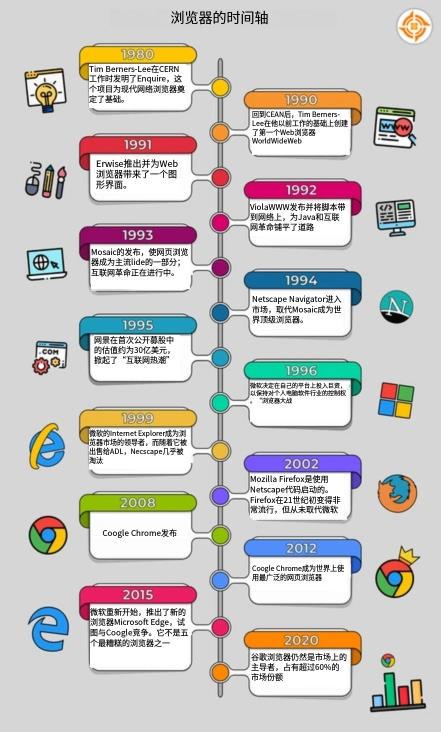 浏览器的时间轴
1980
Tim Berners-Lee在CERN
工作时发明了Enquire，这
个项目为现代网络浏览器奠
定了基础。
1990
回到CEAN后，Tim Berners-
Lee在他以前工作的基础上创建
了第一个Web浏览器
WorldWideWeb
1991
Erwise推出并为Web
浏览器带来了一个图
形界面。
1992
ViolaWWW发布并将脚本带
到网络上，为Java和互联
网革命铺平了道路
1993
Mosaic的发布，使网页浏览
器成为主流lide的一部分；
互联网革命正在进行中。
1994
Netscape Navigator进入
市场，取代Mosaic成为世
界顶级浏览器。
1995
网景在首次公开募股中
的估值约为30亿美元，
掀起了“互联网热潮”
.COM
1996
微软决定在自己的平台上投入巨资，
以保持对个人电脑软件行业的控制权
。 “浏览器大战
1999
微软的Internet Explorer成为浏
览器市场的领导者，而随着它被
出售给ADL，Necscape几乎被
淘汰
2002
Mozilla Firefox是使用
Netscape代码启动的。
Firefox在21世纪初变得非
常流行，但从未取代微软
2008
Coogle Chrome发布
2012
Google Chrome成为世界上使
用最广泛的网页浏览器
2015
微软重新开始，推出了新的
浏览器Microsoft Edge，试
图与Coogle竞争。它不是五
个最糟糕的浏览器之一
2020
谷歌浏览器仍然是市场上的
主导者，占有超过60%的
市场份额